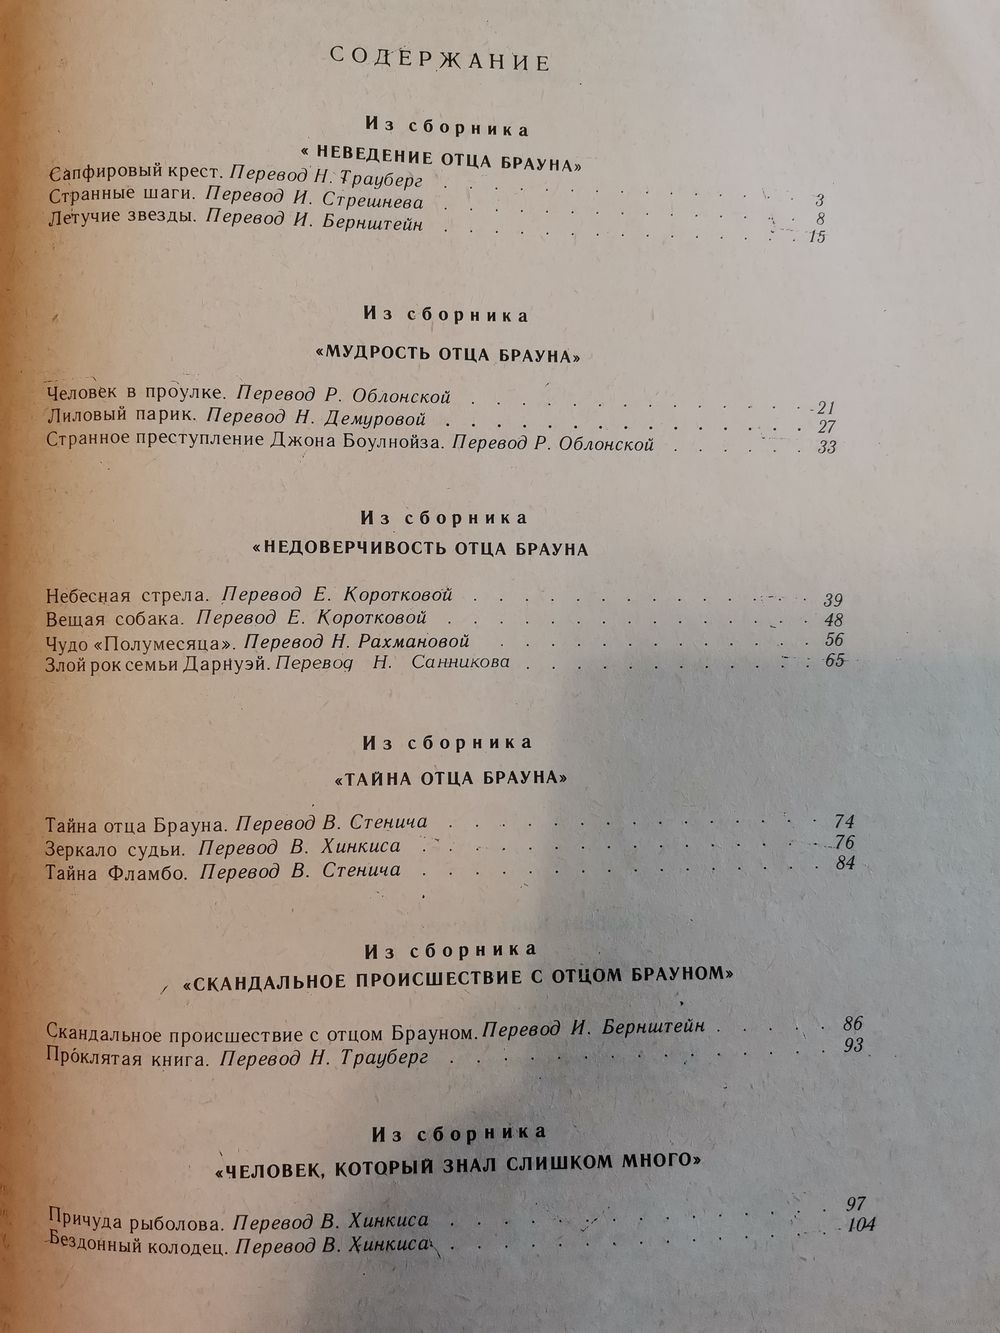 СОДЕРЖАНИЕ
Из сборника
« НЕВЕДЕНИЕ ОТЦА БРАУНА»
Сапфировый крест. Перевод Н. Трауберг . . . . . . . . . . . . . . 3
Странные шаги. Перевод И. Стрешнева . . . . . . . . . . . . . . 8
Летучие звезды. Перевод И. Бернштейн . . . . . . . . . . . . . . 15
Из сборника
«МУДРОСТЬ ОТЦА БРАУНА»
Человек в проулке. Перевод Р. Облонской . . . . . . . . . . . . . . 21
Лиловый парик. Перевод Н. Демуровой . . . . . . . . . . . . . . 27
Странное преступление Джона Боулнойза. Перевод Р. Облонской . . . . . . 33
Из сборника
«НЕДОВЕРЧИВОСТЬ ОТЦА БРАУНА
Небесная стрела. Перевод Е. Коротковой . . . . . . . . . . . . . . 39
Вещая собака. Перевод Е. Коротковой . . . . . . . . . . . . . . 48
Чудо «Полумесяца». Перевод Н. Рахмановой . . . . . . . . . . . . . 56
Злой рок семьи Дарнуэй. Перевод Н. Санникова . . . . . . . . . . . . 65
Из сборника
«ТАЙНА ОТЦА БРАУНА»
Тайна отца Брауна. Перевод В. Стенича . . . . . . . . . . . . . . 74
Зеркало судьи. Перевод В. Хинкиса . . . . . . . . . . . . . . . 76
Тайна Фламбо. Перевод В. Стенича . . . . . . . . . . . . . . . 84
Из сборника
«СКАНДАЛЬНОЕ ПРОИСШЕСТВИЕ С ОТЦОМ БРАУНОМ»
Скандальное происшествие с отцом Брауном. Перевод И. Бернштейн . . . . . 86
Проклятая книга. Перевод Н. Трауберг . . . . . . . . . . . . . . 93
Из сборника
«ЧЕЛОВЕК, КОТОРЫЙ ЗНАЛ СЛИШКОМ МНОГО»
Причуда рыболова. Перевод В. Хинкиса . . . . . . . . . . . . . . 97
Бездонный колодец. Перевод В. Хинкиса . . . . . . . . . . . . . . 104